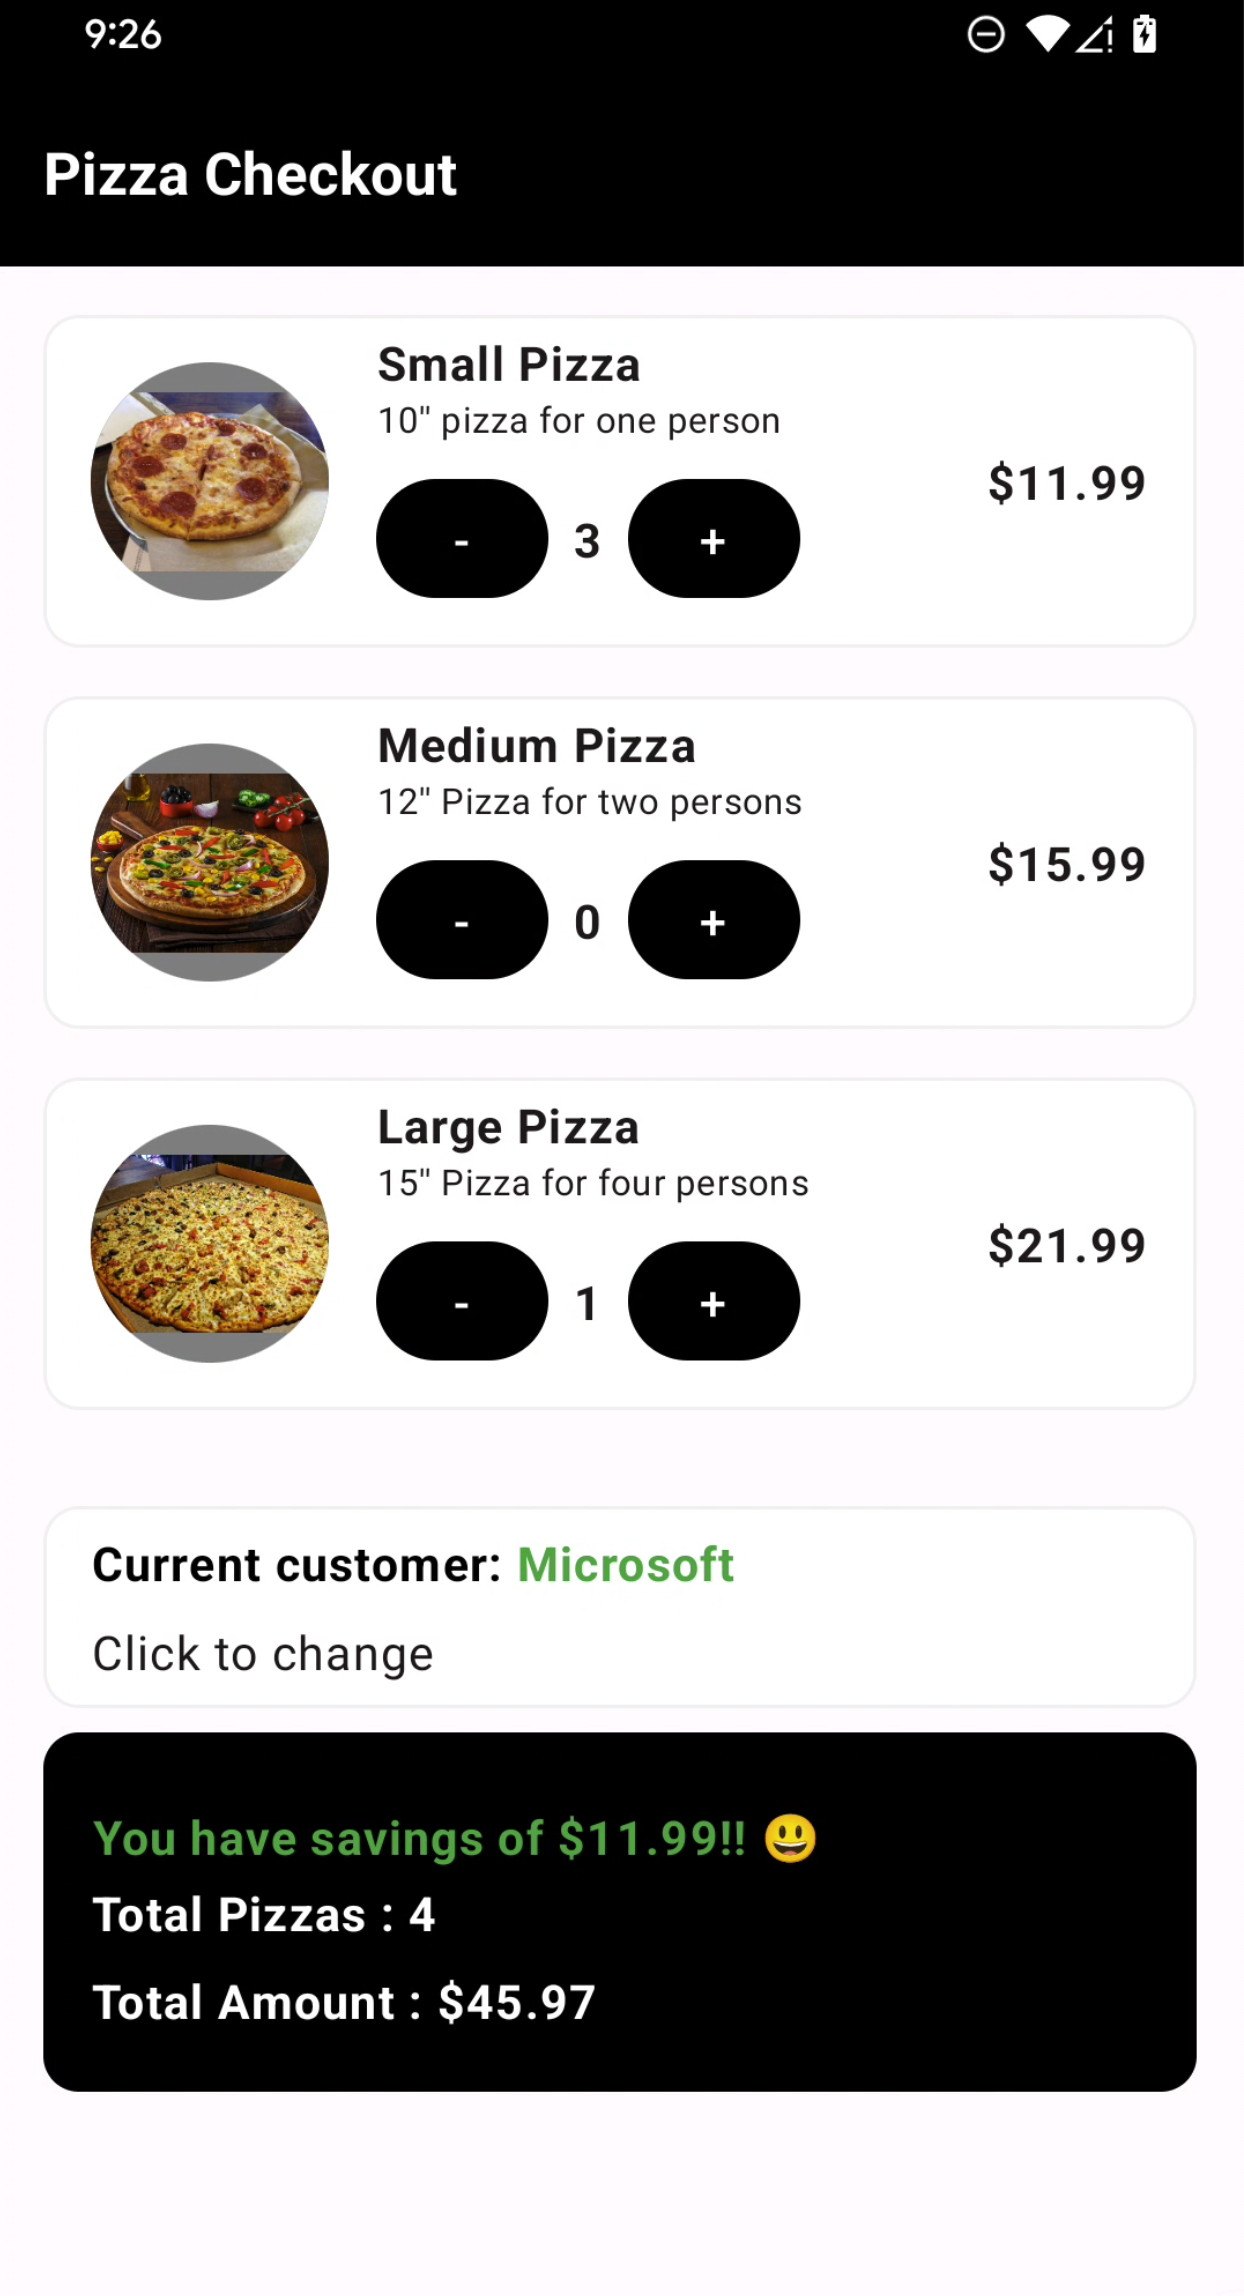 9:26
Pizza Checkout
Small Pizza
10" pizza for one person
$11.99
- 3 +
Medium Pizza
12" Pizza for two persons
$15.99
- 0 +
Large Pizza
15" Pizza for four persons
$21.99
- 1 +
Current customer: Microsoft
Click to change
You have savings of $11.99!! 😃
Total Pizzas : 4
Total Amount : $45.97